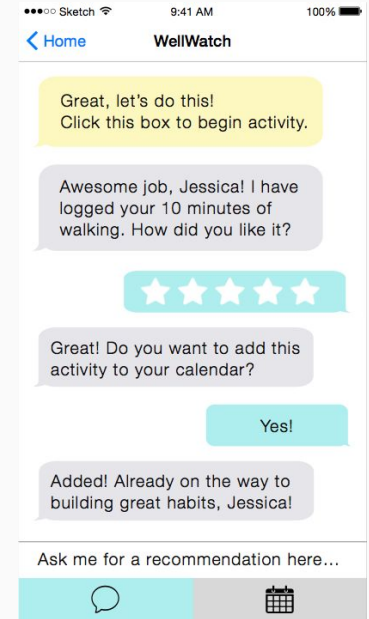 Sketch 9:41 AM 100%
Home WellWatch
Great, let's do this!
Click this box to begin activity.
Awesome job, Jessica! I have
logged your 10 minutes of
walking. How did you like it?
Great! Do you want to add this
activity to your calendar?
Yes!
Added! Already on the way to
building great habits, Jessica!
Ask me for a recommendation here...